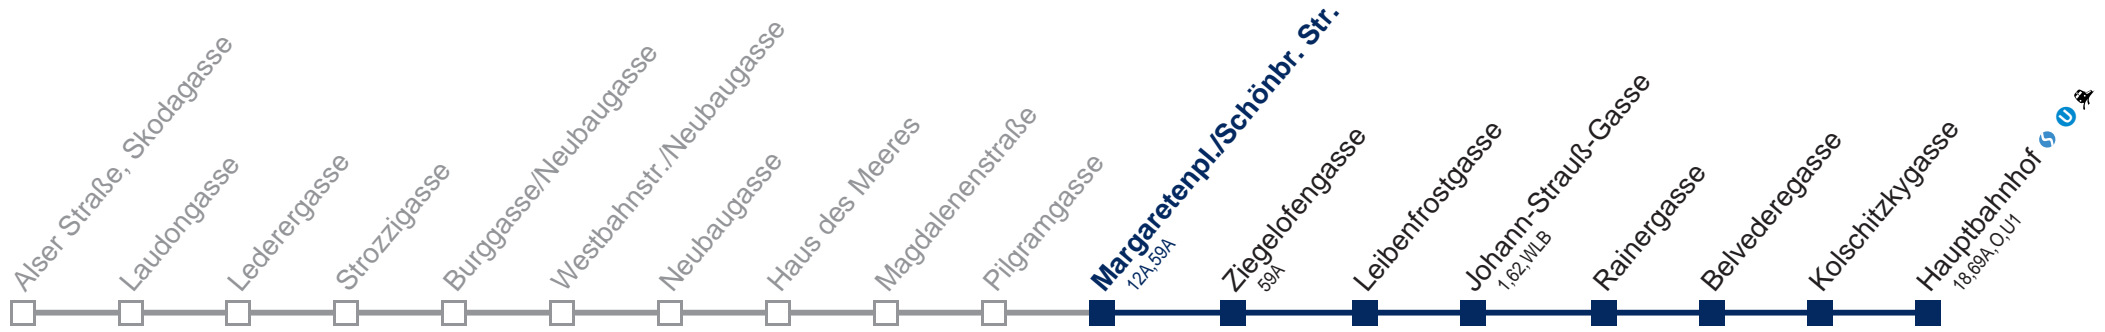 Alser Straße, Skodagasse
Laudongasse
Lederergasse
Strozzigasse
Burggasse/Neubaugasse
Westbahnstr./Neubaugasse
Neubaugasse
Haus des Meeres
Magdalenenstraße
Pilgramgasse
Margaretenpl./Schönbr. Str.
12A,59A
Ziegelofengasse
59A
Leibenfrostgasse
Johann-Strauß-Gasse
1,62,WLB
Rainergasse
Belvederegasse
Kolschitzkygasse
Hauptbahnhof S U
18,69A,O,U1